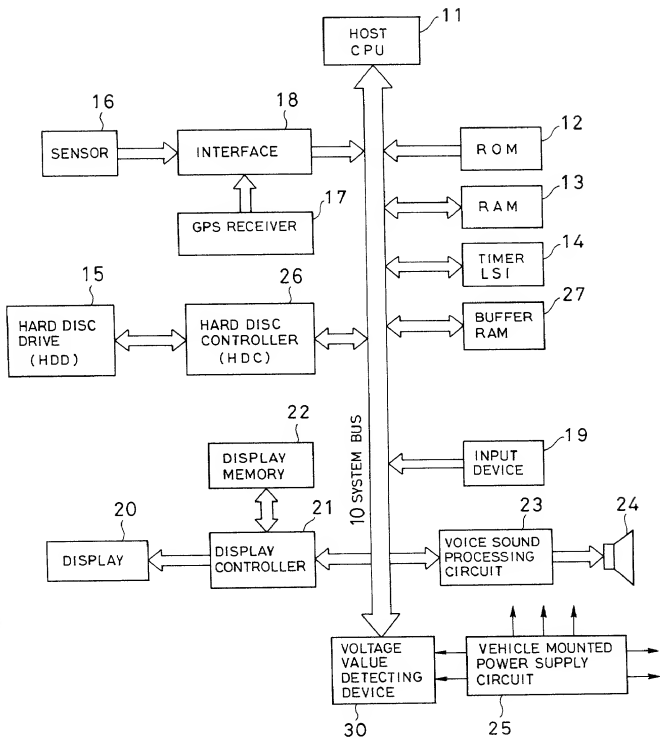 11
HOST
CPU
16
SENSOR
18
INTERFACE
12
ROM
17
GPS RECEIVER
13
RAM
14
TIMER
LSI
15
HARD DISC
DRIVE
(HDD)
26
HARD DISC
CONTROLLER
(HDC)
27
BUFFER
RAM
10 SYSTEM BUS
22
DISPLAY
MEMORY
19
INPUT
DEVICE
20
DISPLAY
21
DISPLAY
CONTROLLER
23
VOICE SOUND
PROCESSING
CIRCUIT
24
VOLTAGE
VALUE
DETECTING
DEVICE
30
VEHICLE MOUNTED
POWER SUPPLY
CIRCUIT
25